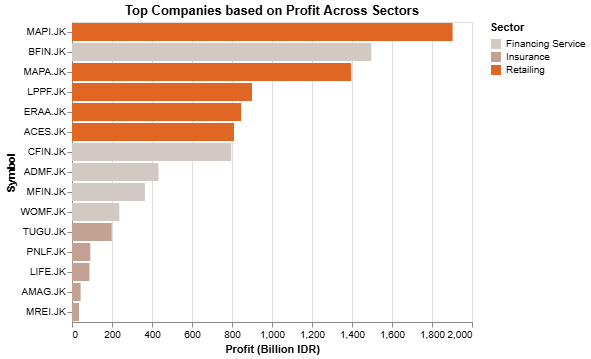 Top Companies based on Profit Across Sectors
Symbol
MAPI.JK
BFIN.JK
MAPA.JK
LPPF.JK
ERAA.JK
ACES.JK
CFIN.JK
ADMF.JK
MFIN.JK
WOMF.JK
TUGU.JK
PNLF.JK
LIFE.JK
AMAG.JK
MREI.JK
0 200 400 600 800 1,000 1,200 1,400 1,600 1,800 2,000
Profit (Billion IDR)
Sector
Financing Service
Insurance
Retailing